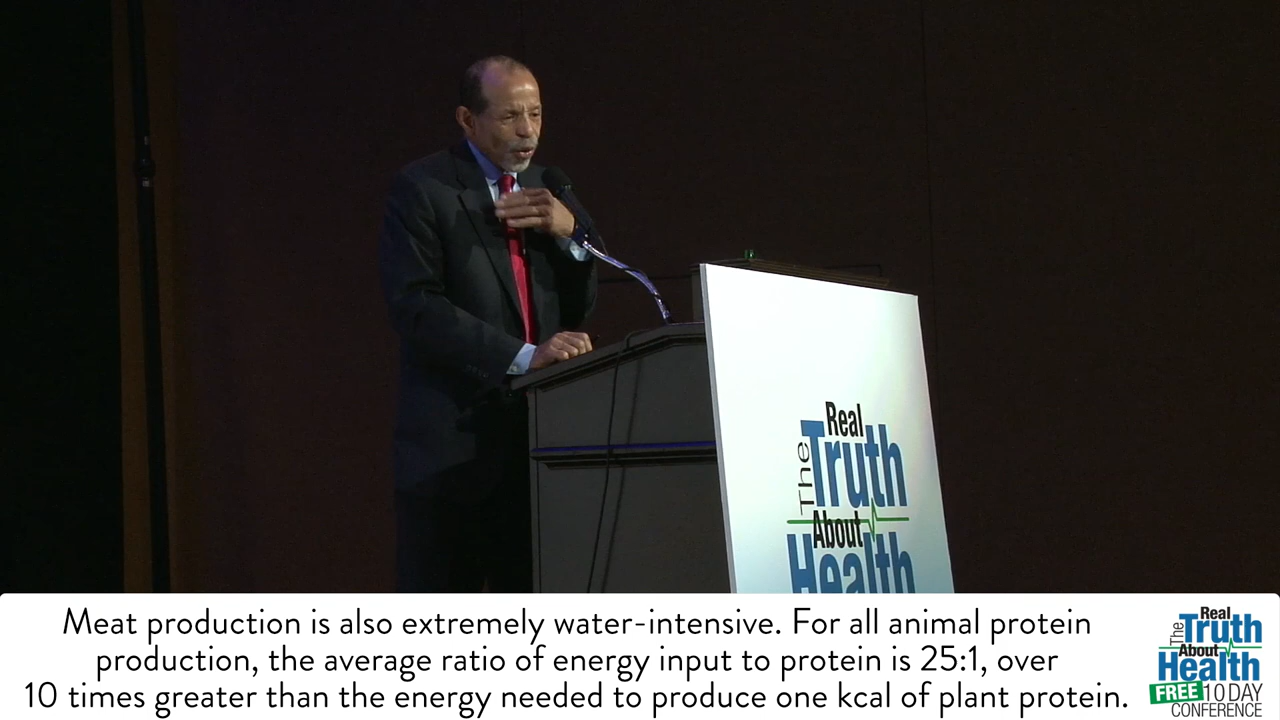 The
Real
Truth
About
Health
Meat production is also extremely water-intensive. For all animal protein
production, the average ratio of energy input to protein is 25:1, over
10 times greater than the energy needed to produce one kcal of plant protein.
The
Real
Truth
About
Health
FREE 10 DAY
CONFERENCE